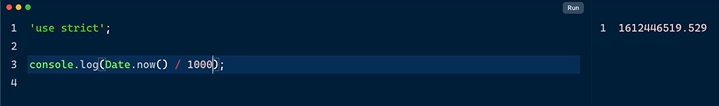 Run
1 'use strict';
2
3 console.log(Date.now() / 1000);
4
1 1612446519.529